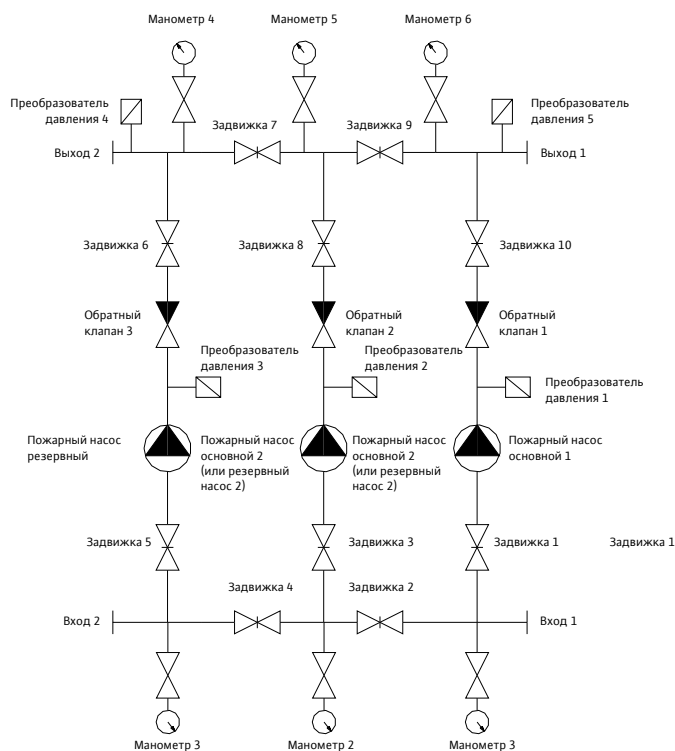 Манометр 4
Манометр 5
Манометр 6
Преобразователь
давления 4
Преобразователь
давления 5
Задвижка 7
Задвижка 9
Выход 2
Выход 1
Задвижка 6
Задвижка 8
Задвижка 10
Обратный
клапан 3
Обратный
клапан 2
Обратный
клапан 1
Преобразователь
давления 3
Преобразователь
давления 2
Преобразователь
давления 1
Пожарный насос
резервный
Пожарный насос
основной 2
(или резервный
насос 2)
Пожарный насос
основной 2
(или резервный
насос 2)
Пожарный насос
основной 1
Задвижка 5
Задвижка 3
Задвижка 1
Задвижка 1
Задвижка 4
Задвижка 2
Вход 2
Вход 1
Манометр 3
Манометр 2
Манометр 3